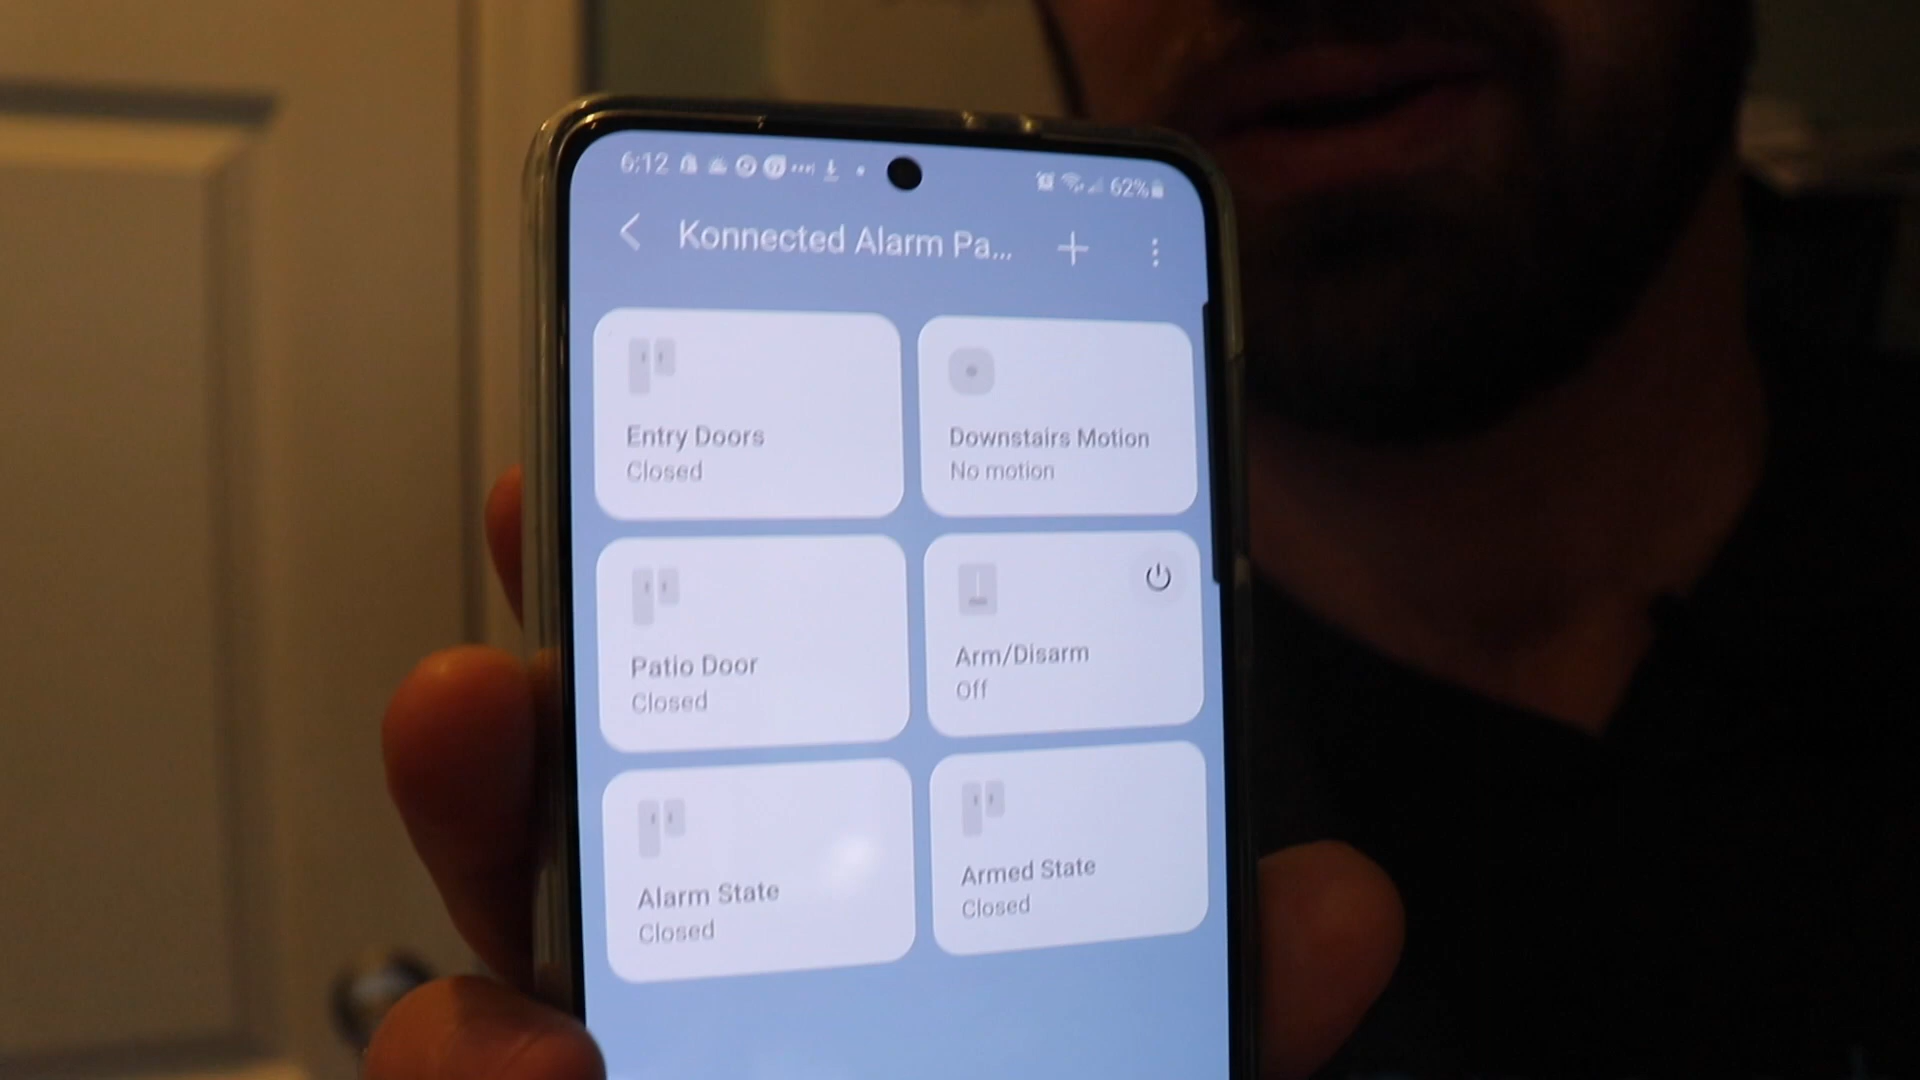 6:12
62%
Konnected Alarm Pa...
Entry Doors
Closed
Downstairs Motion
No motion
Patio Door
Closed
Arm/Disarm
Off
Alarm State
Closed
Armed State
Closed